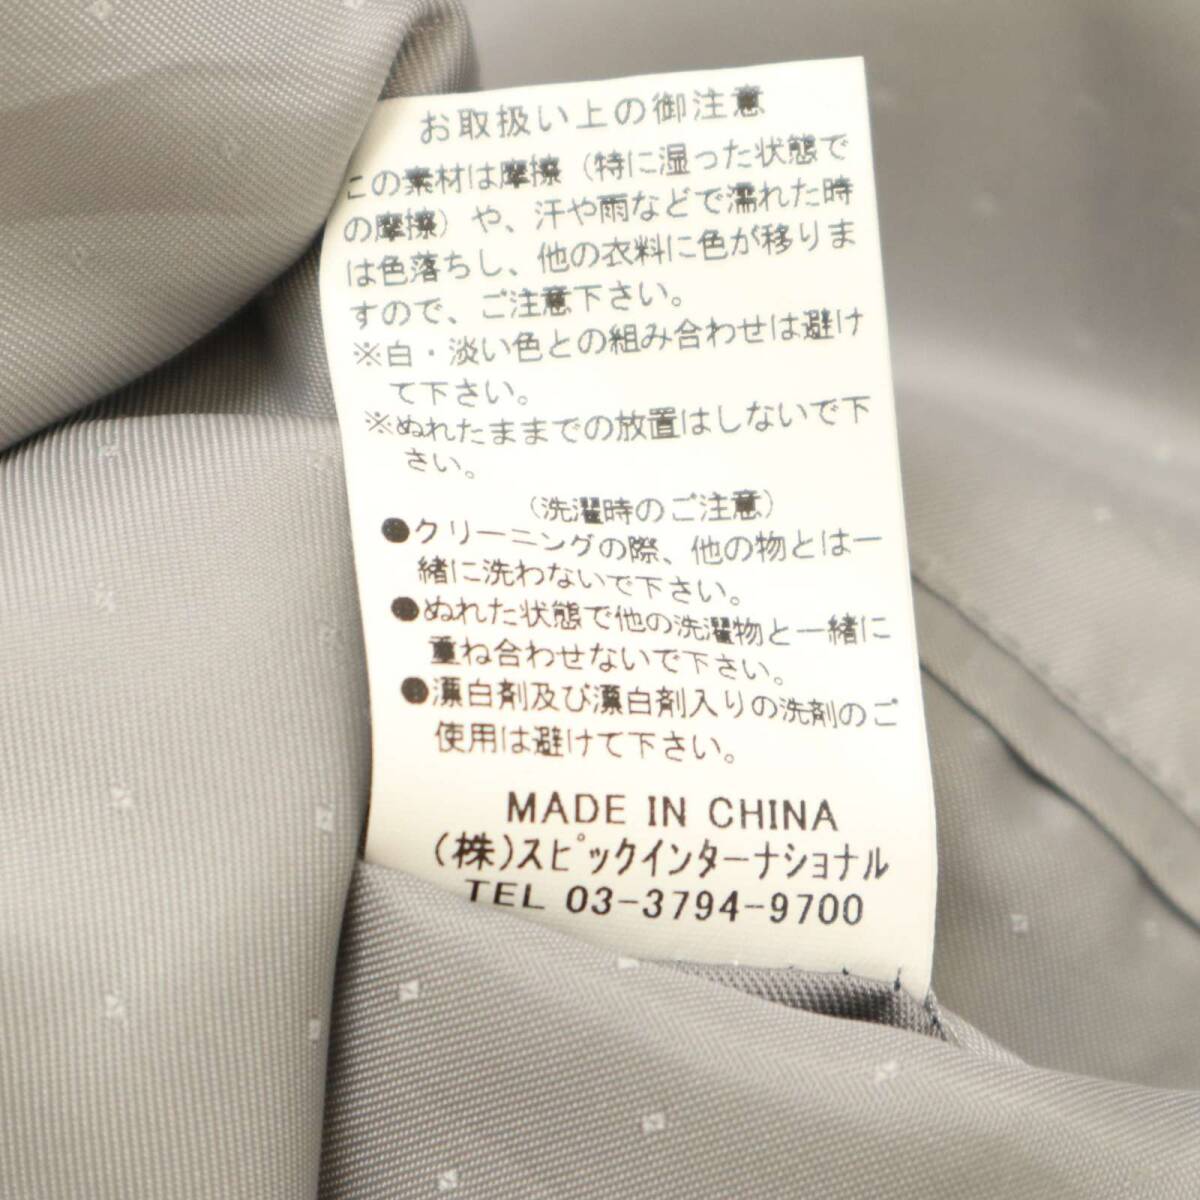 お取扱い上の御注意
この素材は摩擦（特に湿った状態で
の摩擦）や、汗や雨などで濡れた時
は色落ちし、他の衣料に色が移りま
すので、ご注意下さい。
※白・淡い色との組み合わせは避け
て下さい。
※ぬれたままでの放置はしないで下
さい。
（洗濯時のご注意）
●クリーニングの際、他の物とは一
緒に洗わないで下さい。
●ぬれた状態で他の洗濯物と一緒に
重ね合わせないで下さい。
●漂白剤及び漂白剤入りの洗剤のご
使用は避けて下さい。
MADE IN CHINA
(株)スピックインターナショナル
TEL 03-3794-9700